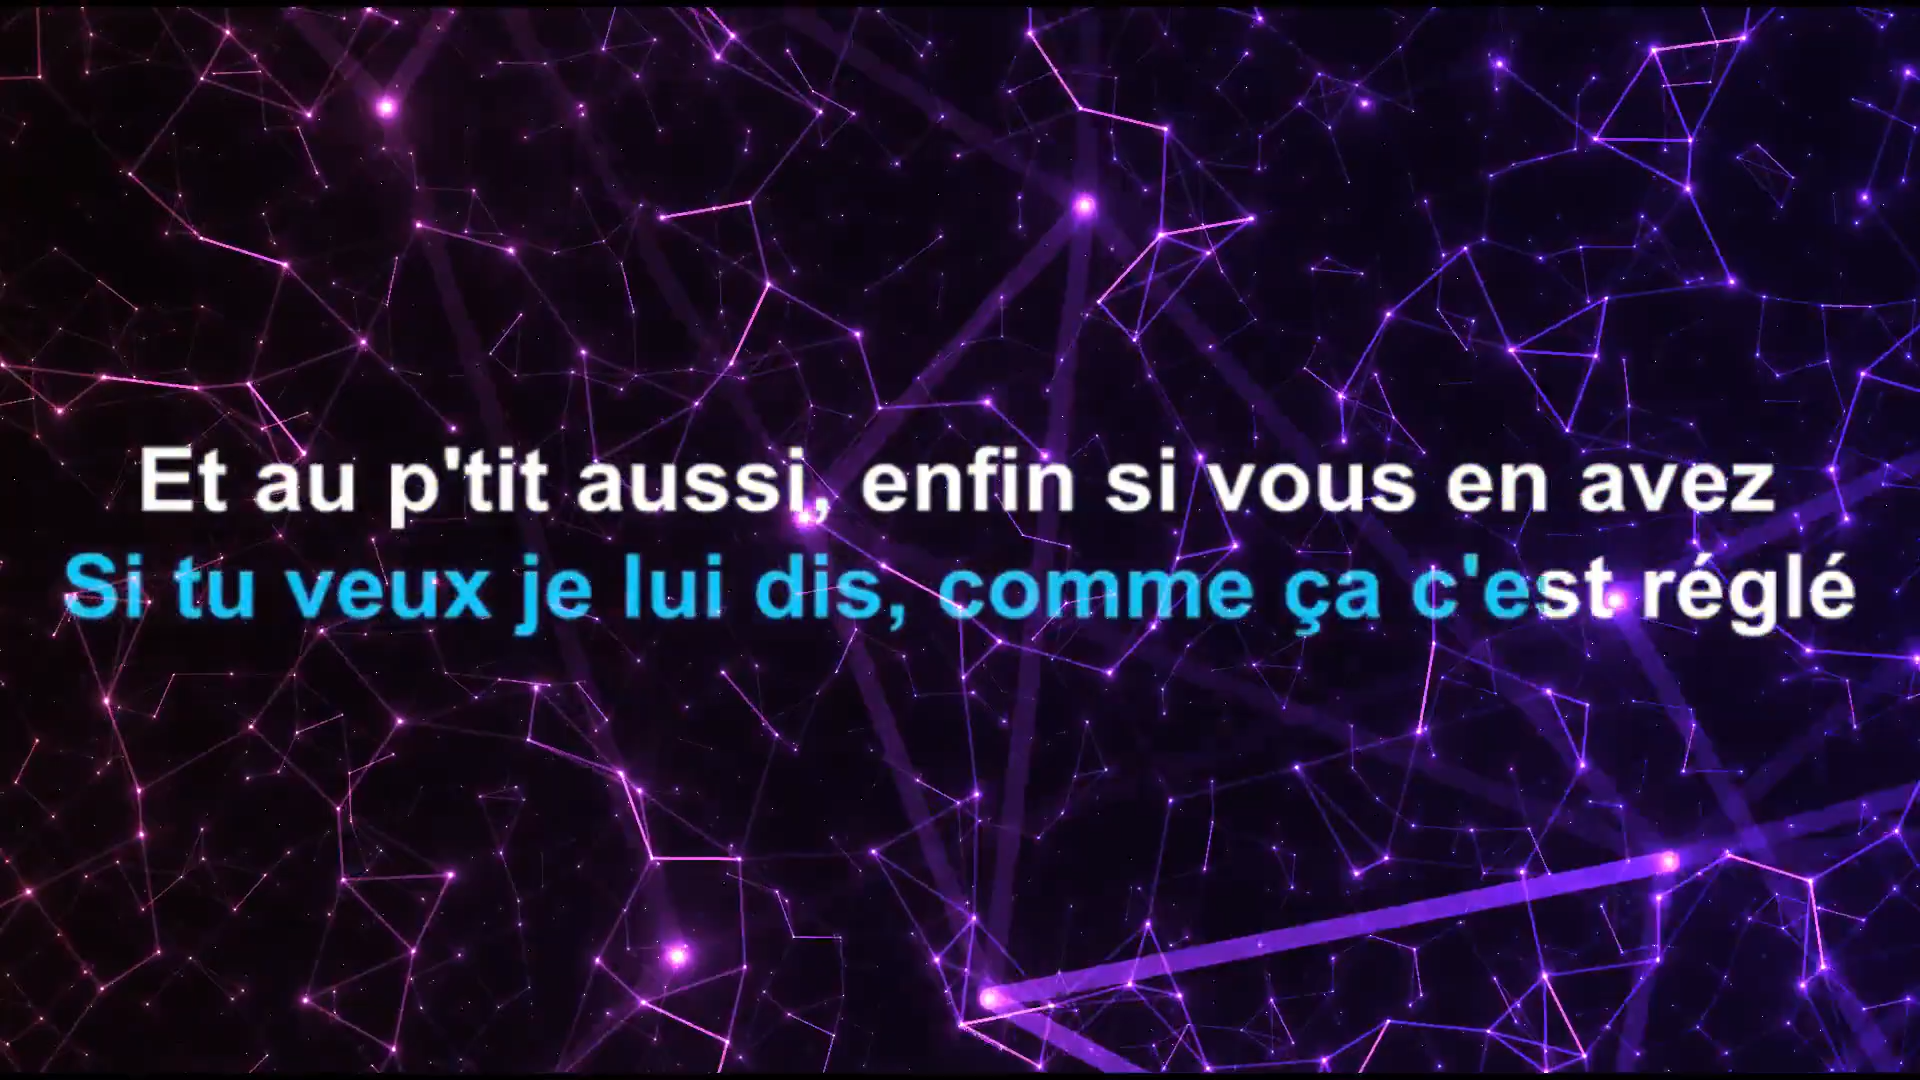 Et au p'tit aussi, enfin si vous en avez
Si tu veux je lui dis, comme ça c'est réglé